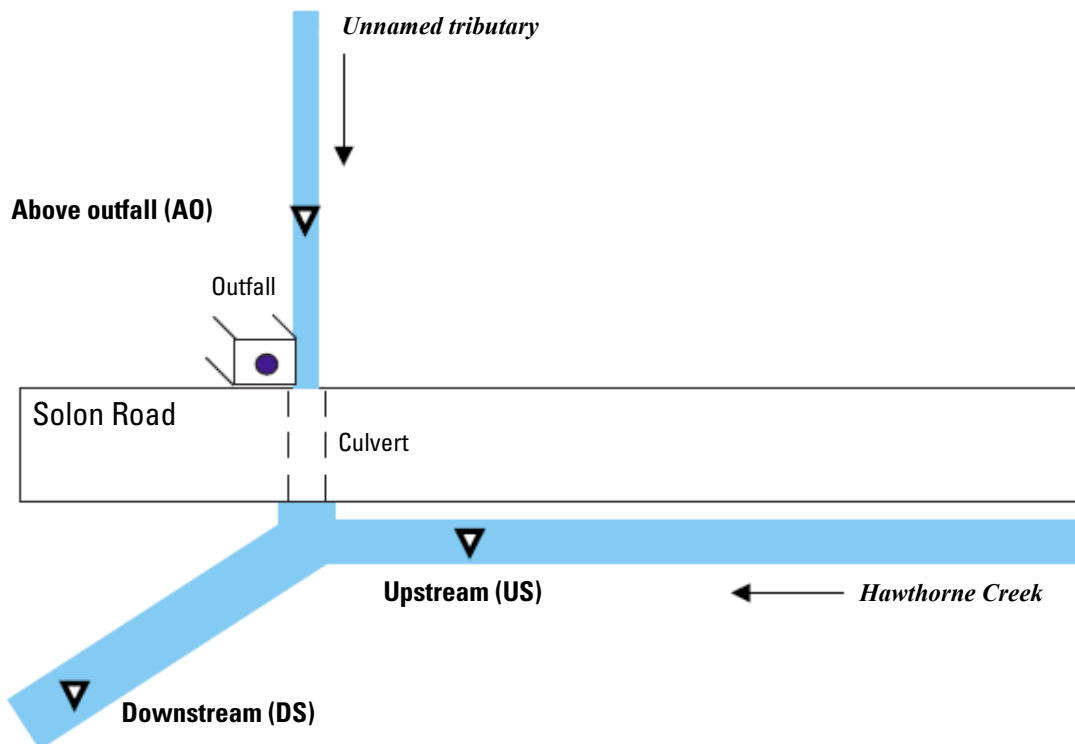 Unnamed tributary
Above outfall (AO)
Outfall
Solon Road
Culvert
Upstream (US)
Hawthorne Creek
Downstream (DS)